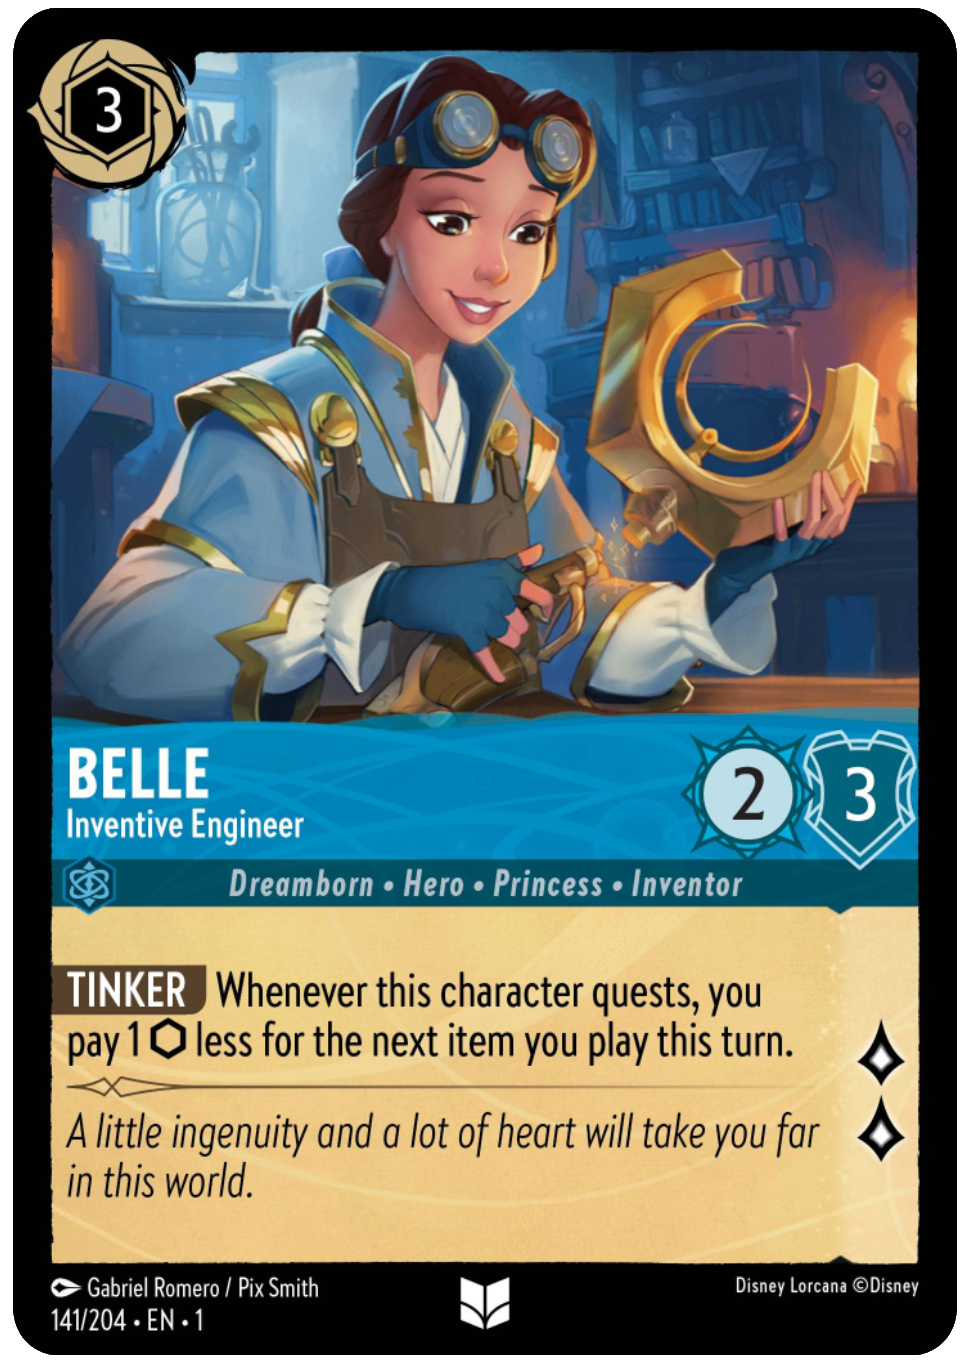 3
BELLE
Inventive Engineer
2
3
Dreamborn • Hero • Princess • Inventor
TINKER Whenever this character quests, you
pay 1 ⬡ less for the next item you play this turn.
A little ingenuity and a lot of heart will take you far
in this world.
Gabriel Romero / Pix Smith
Disney Lorcana ©Disney
141/204 • EN • 1